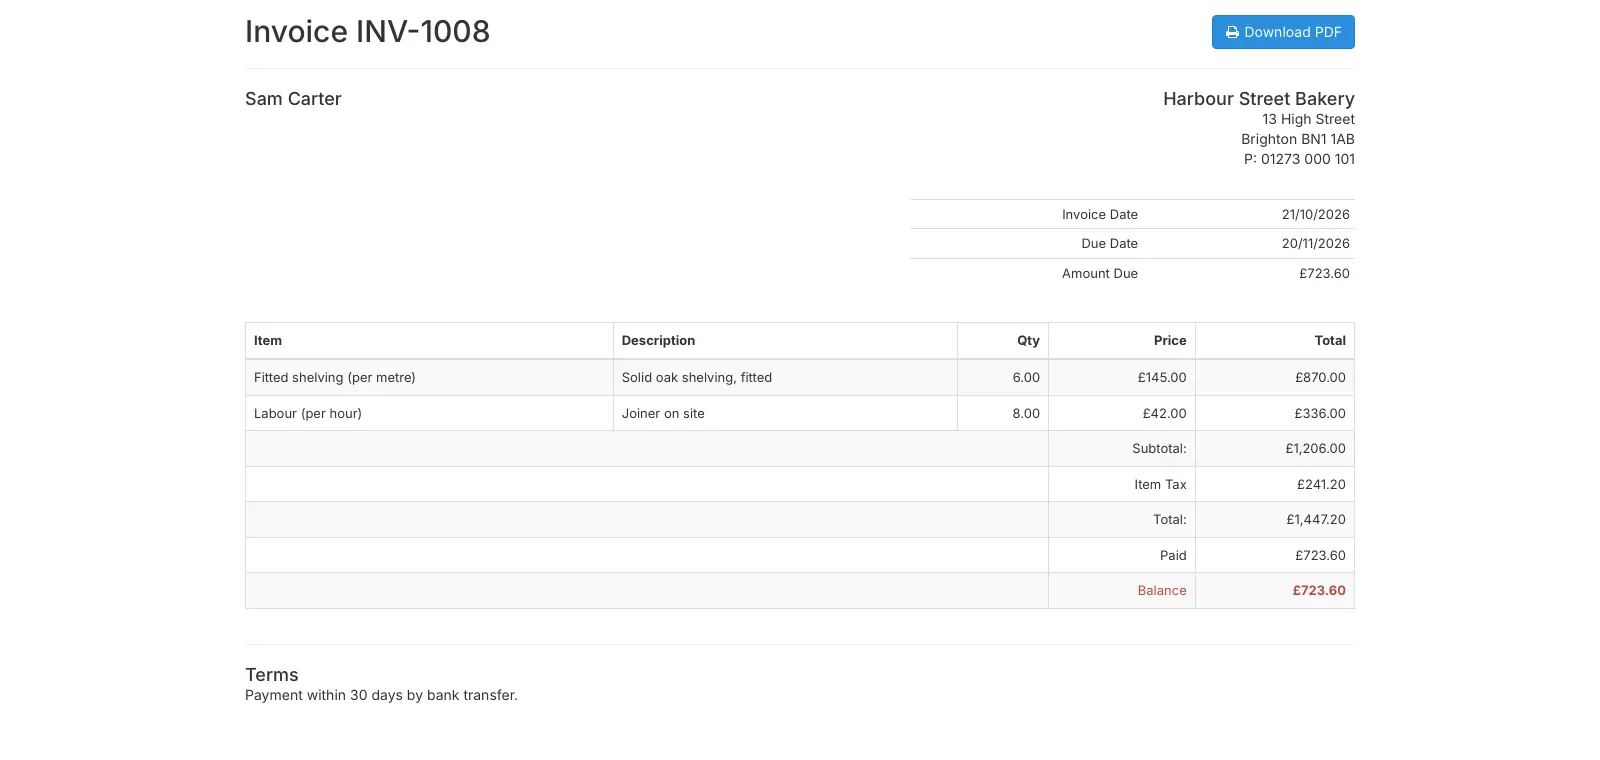 Invoice INV-1008
Download PDF
Sam Carter
Harbour Street Bakery
13 High Street
Brighton BN1 1AB
P: 01273 000 101
Invoice Date 21/10/2026
Due Date 20/11/2026
Amount Due £723.60
Item Description Qty Price Total
Fitted shelving (per metre) Solid oak shelving, fitted 6.00 £145.00 £870.00
Labour (per hour) Joiner on site 8.00 £42.00 £336.00
Subtotal: £1,206.00
Item Tax £241.20
Total: £1,447.20
Paid £723.60
Balance £723.60
Terms
Payment within 30 days by bank transfer.